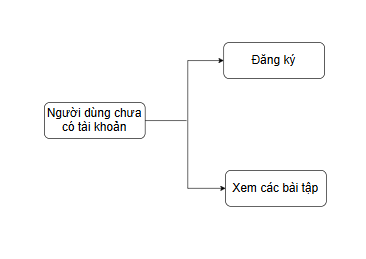 Đăng ký
Người dùng chưa
có tài khoản
Xem các bài tập